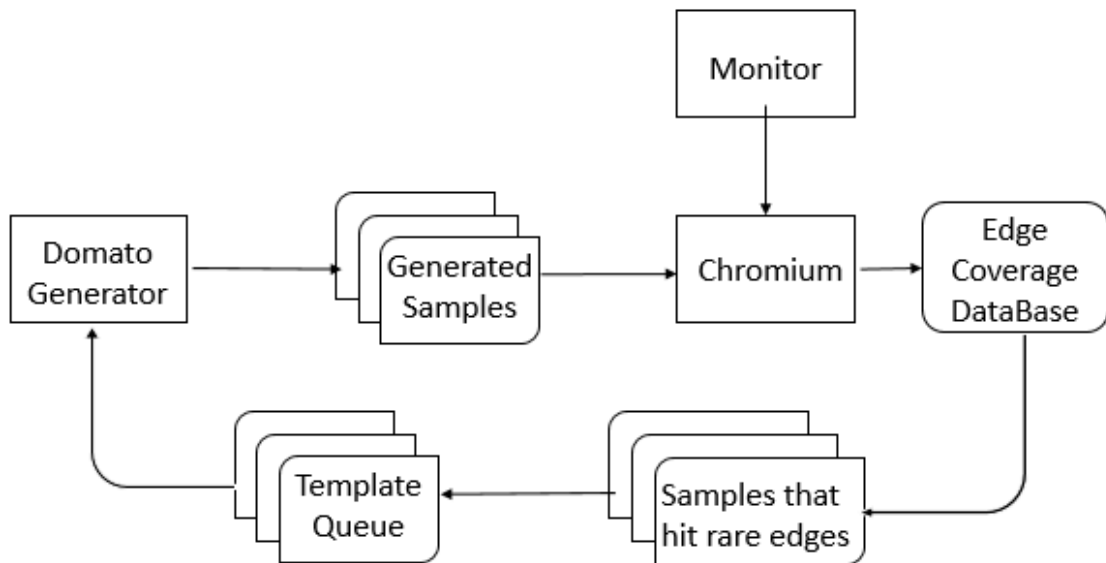 Monitor
Domato
Generator
Generated
Samples
Chromium
Edge
Coverage
DataBase
Template
Queue
Samples that
hit rare edges